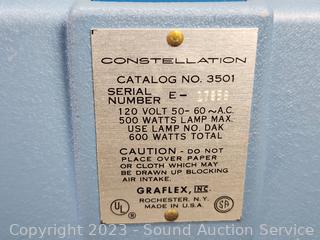 CONSTELLATION
CATALOG NO. 3501
SERIAL
NUMBER E-
120 VOLT 50-60~A.C.
500 WATTS LAMP MAX.
USE LAMP NO. DAK
600 WATTS TOTAL
CAUTION - DO NOT
PLACE OVER PAPER
OR CLOTH WHICH MAY
BE DRAWN UP BLOCKING
AIR INTAKE.
GRAFLEX, INC.
ROCHESTER, N.Y.
MADE IN U.S.A.
UL
SA
Copyright 2023 - Sound Auction Service